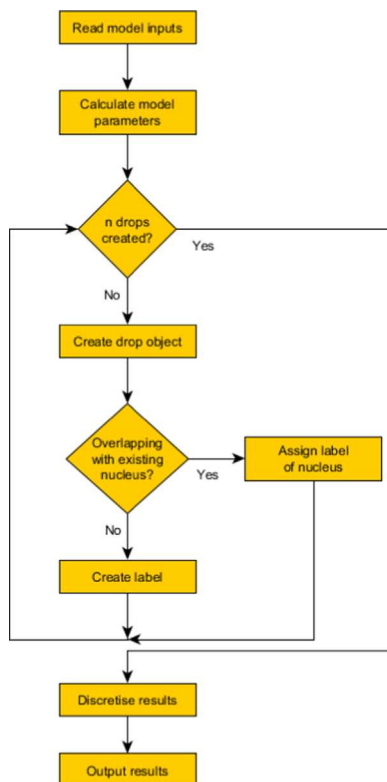 Read model inputs
Calculate model
parameters
n drops
created?
Yes
No
Create drop object
Overlapping
with existing
nucleus?
Yes
Assign label
of nucleus
No
Create label
Discretise results
Output results